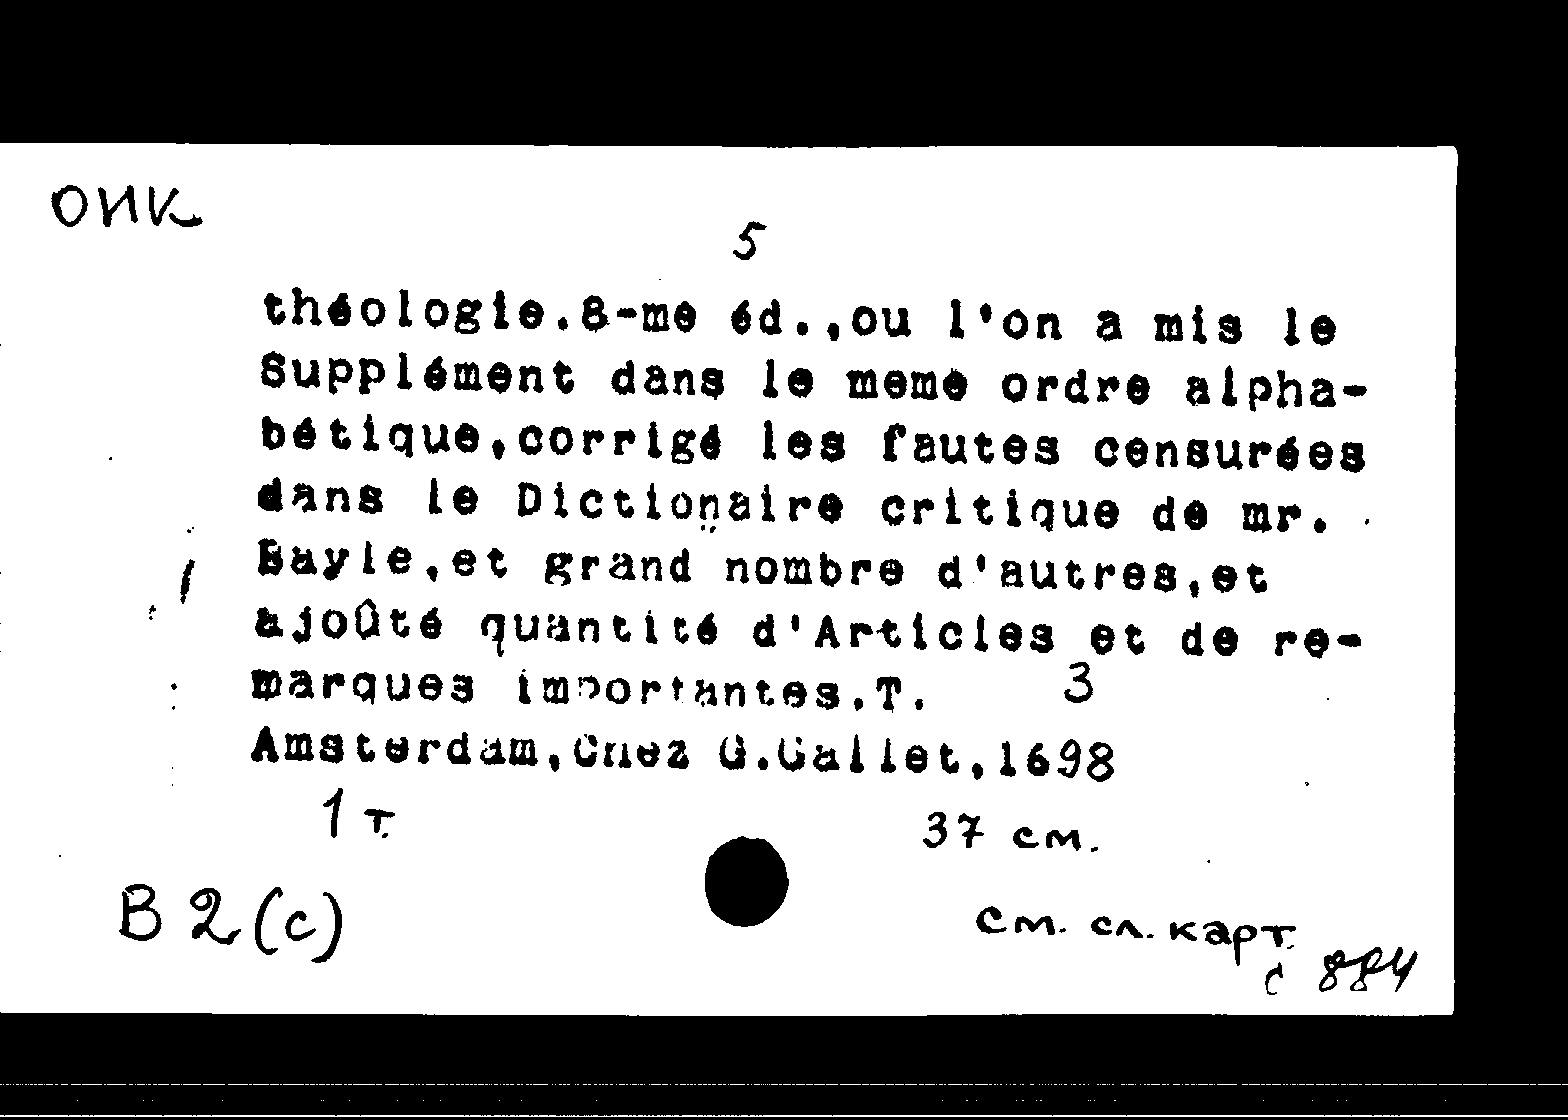 ОИК
5
théologie.8-me éd.,ou l'on a mis le
Supplément dans le meme ordre alpha-
bétique,corrigé les fautes censurées
dans le Dictionaire critique de mr.
Bayle,et grand nombre d'autres,et
ajoûté quantité d'Articles et de re-
marques importantes.T. 3
Amsterdam,Chez G.Gallet,1698
1 т. 37 см.
В 2(с)
см. сл. карт.
с 884